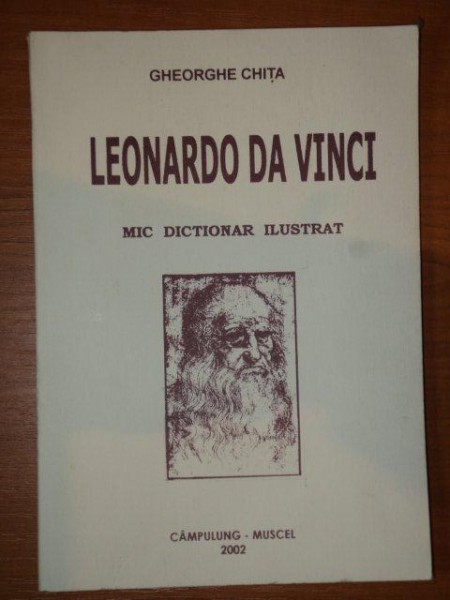 GHEORGHE CHIȚA
LEONARDO DA VINCI
MIC DICTIONAR ILUSTRAT
CÂMPULUNG - MUSCEL
2002